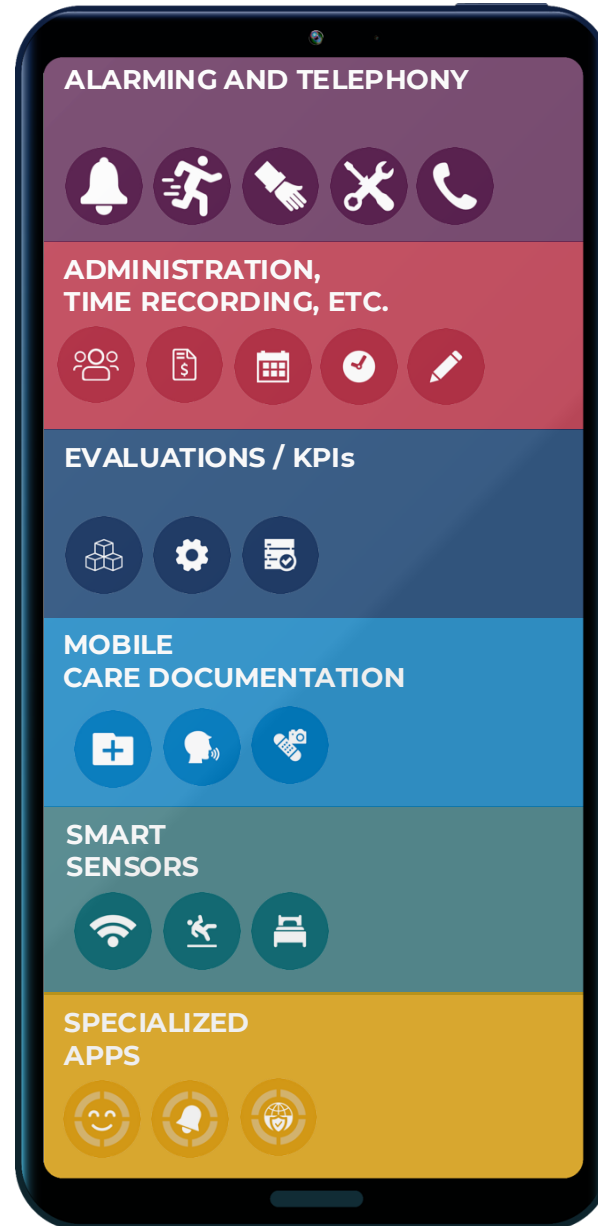 ALARMING AND TELEPHONY
ADMINISTRATION,
TIME RECORDING, ETC.
EVALUATIONS / KPIs
MOBILE
CARE DOCUMENTATION
SMART
SENSORS
SPECIALIZED
APPS